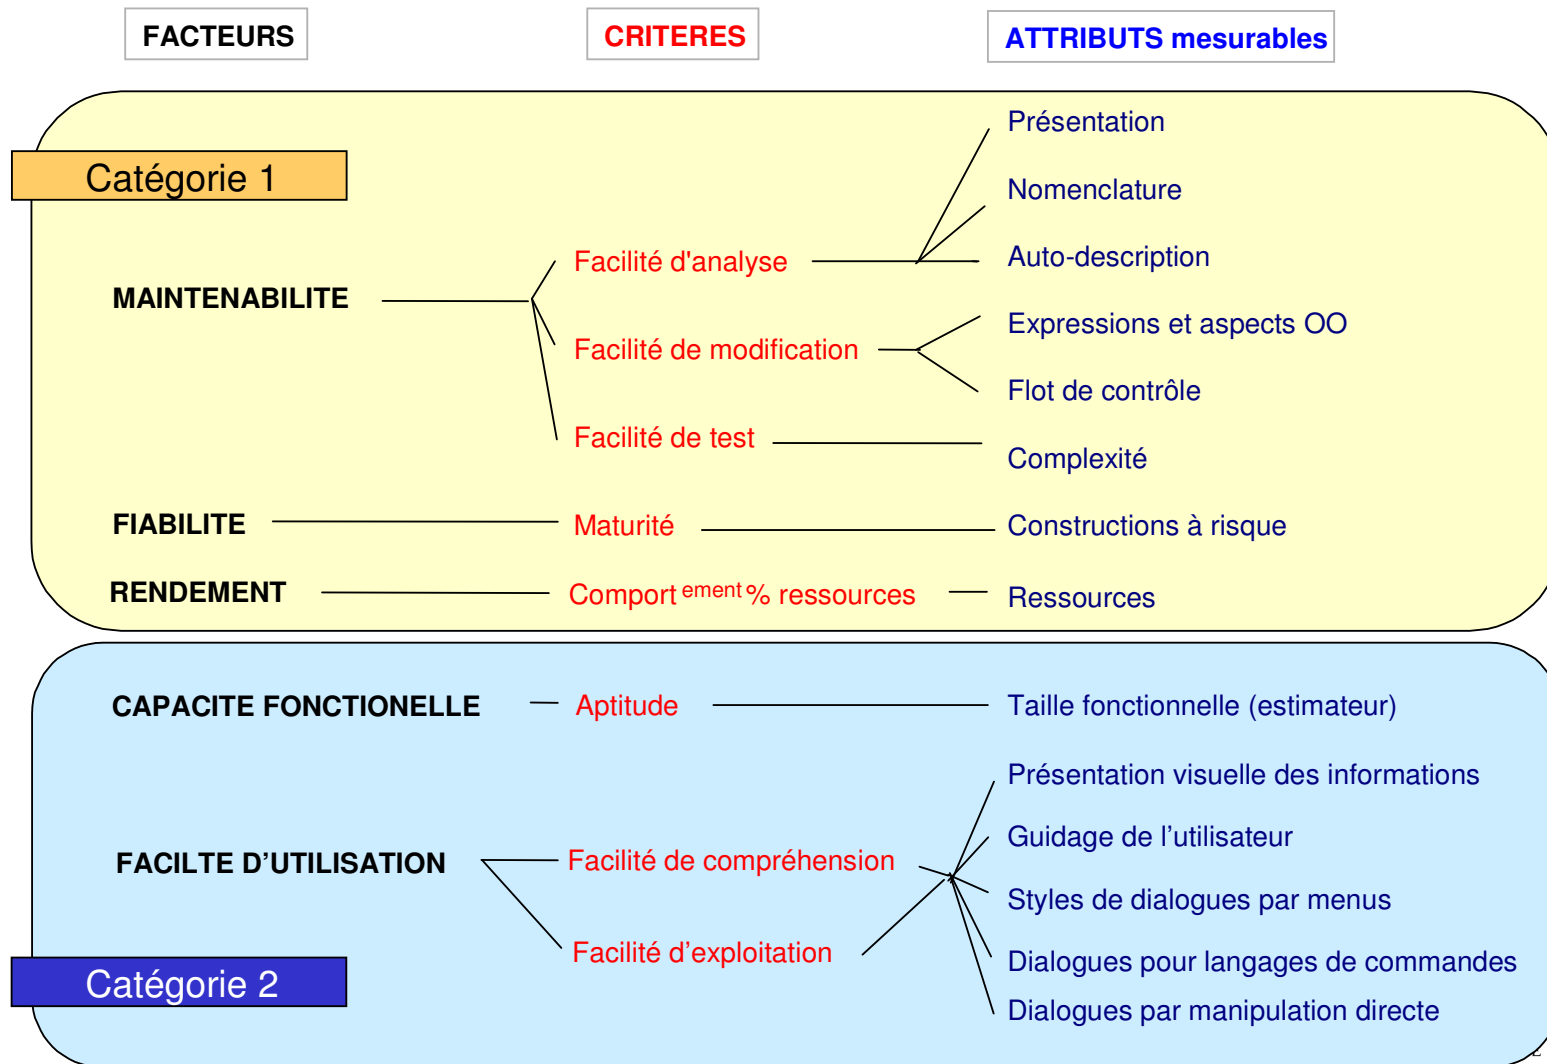 FACTEURS CRITERES ATTRIBUTS mesurables
Catégorie 1
Présentation
Nomenclature
Facilité d'analyse Auto-description
MAINTENABILITE
Expressions et aspects OO
Facilité de modification
Flot de contrôle
Facilité de test
Complexité
FIABILITE Maturité Constructions à risque
RENDEMENT Comportement % ressources Ressources
CAPACITE FONCTIONELLE Aptitude Taille fonctionnelle (estimateur)
Présentation visuelle des informations
Guidage de l’utilisateur
FACILTE D’UTILISATION Facilité de compréhension
Styles de dialogues par menus
Facilité d’exploitation
Dialogues pour langages de commandes
Catégorie 2
Dialogues par manipulation directe